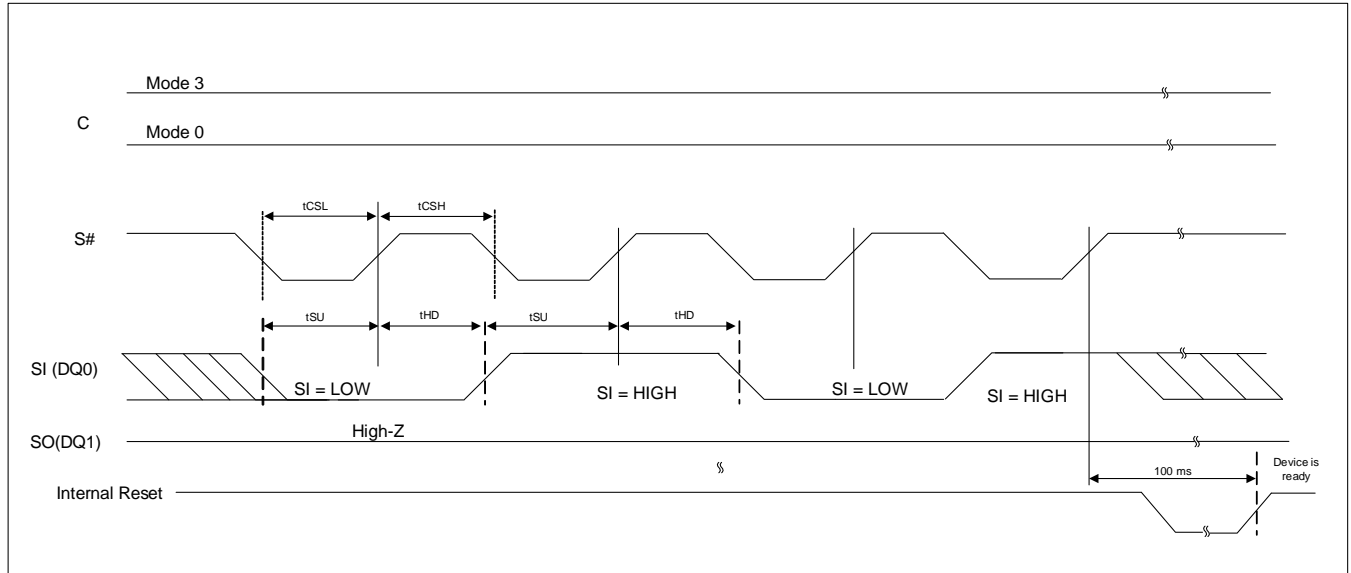 Mode 3
C
Mode 0
tCSL
tCSH
S#
tSU
tHD
tSU
tHD
SI (DQ0)
SI = LOW
SI = HIGH
SI = LOW
SI = HIGH
High-Z
SO(DQ1)
100 ms
Device is
ready
Internal Reset